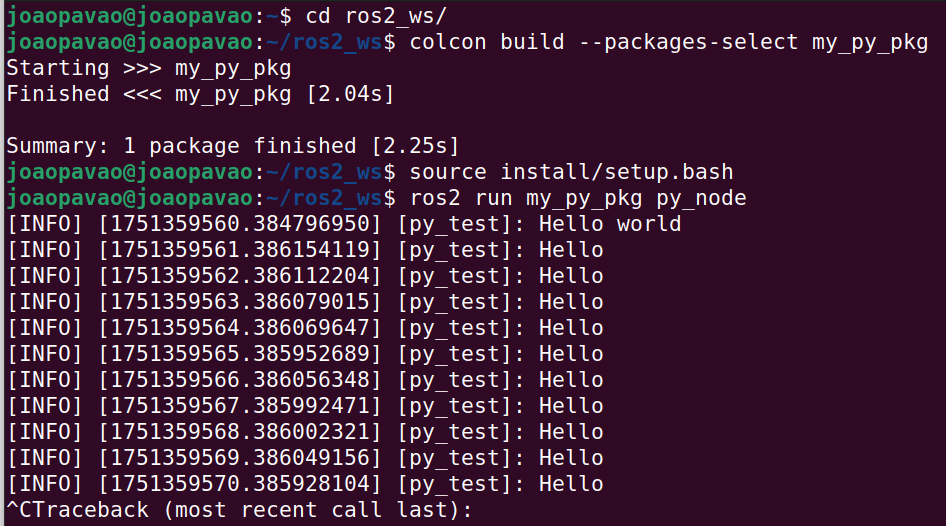 joaopavao@joaopavao:~$ cd ros2_ws/
joaopavao@joaopavao:~/ros2_ws$ colcon build --packages-select my_py_pkg
Starting >>> my_py_pkg
Finished <<< my_py_pkg [2.04s]

Summary: 1 package finished [2.25s]
joaopavao@joaopavao:~/ros2_ws$ source install/setup.bash
joaopavao@joaopavao:~/ros2_ws$ ros2 run my_py_pkg py_node
[INFO] [1751359560.384796950] [py_test]: Hello world
[INFO] [1751359561.386154119] [py_test]: Hello
[INFO] [1751359562.386112204] [py_test]: Hello
[INFO] [1751359563.386079015] [py_test]: Hello
[INFO] [1751359564.386069647] [py_test]: Hello
[INFO] [1751359565.385952689] [py_test]: Hello
[INFO] [1751359566.386056348] [py_test]: Hello
[INFO] [1751359567.385992471] [py_test]: Hello
[INFO] [1751359568.386002321] [py_test]: Hello
[INFO] [1751359569.386049156] [py_test]: Hello
[INFO] [1751359570.385928104] [py_test]: Hello
^CTraceback (most recent call last):